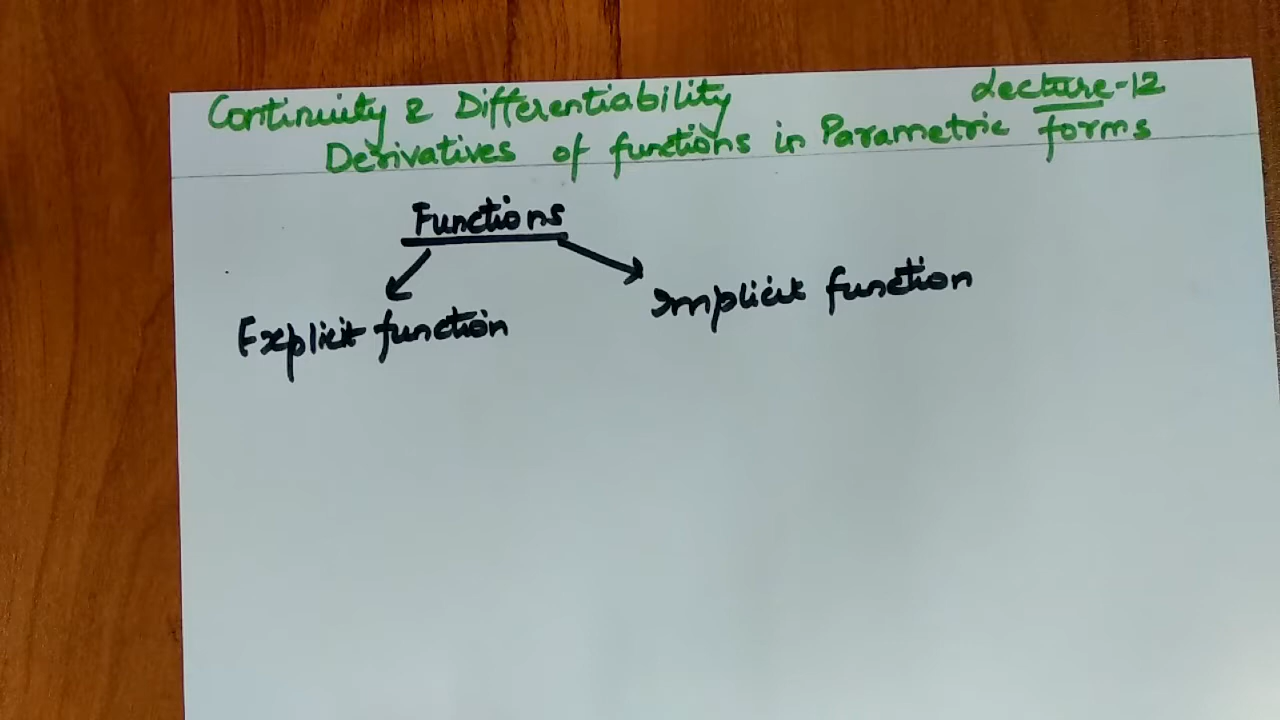 Continuity & Differentiability Lecture-12
Derivatives of functions in Parametric forms
Functions
Explicit function
Implicit function